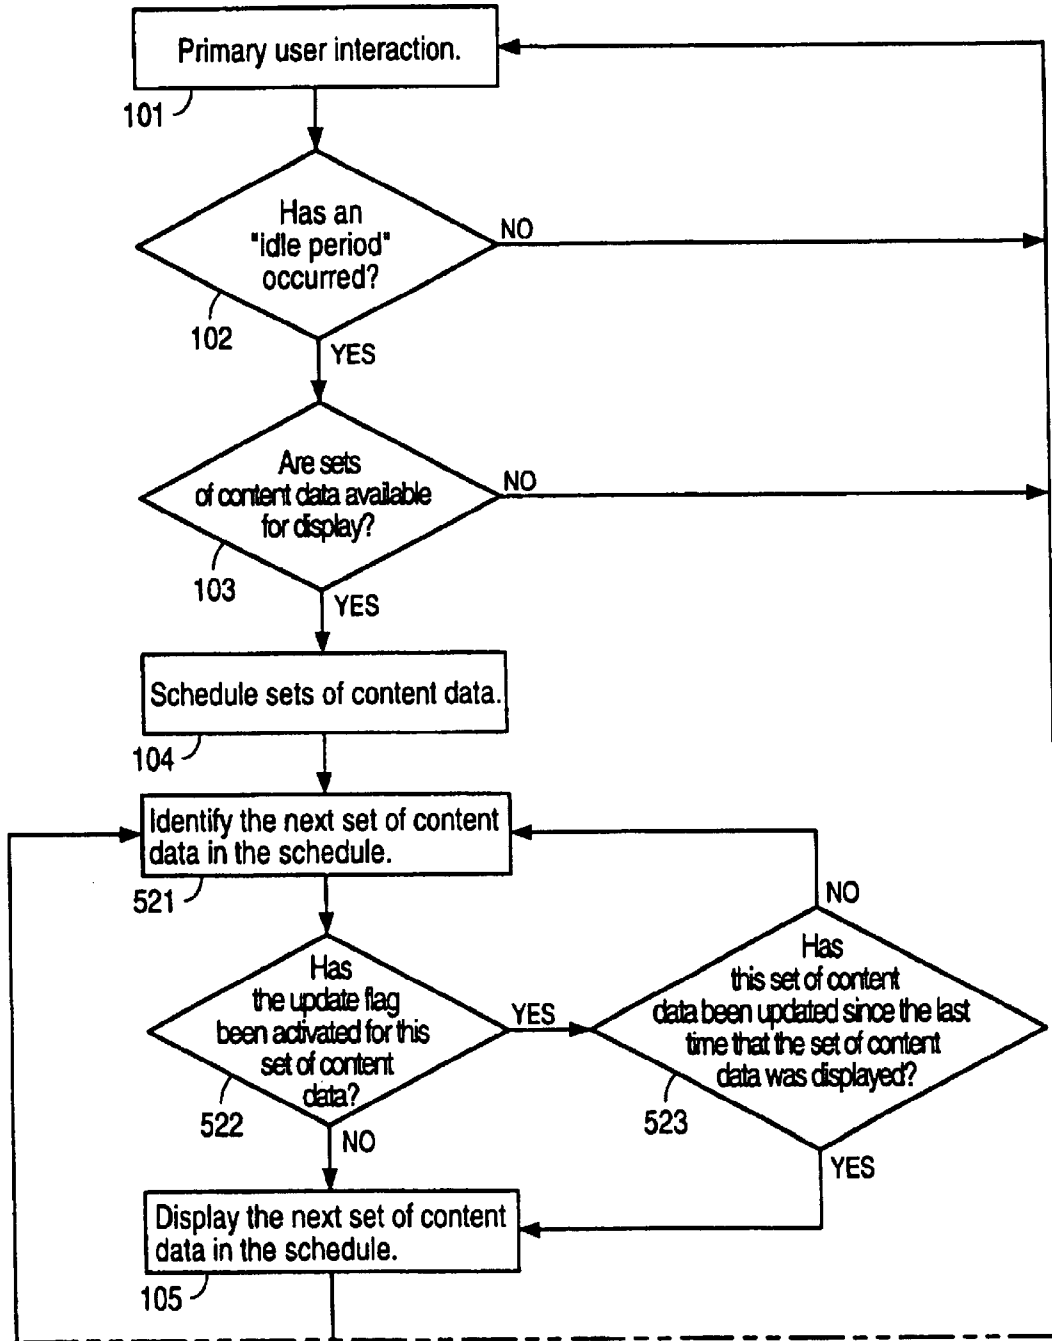 Primary user interaction.
101
Has an
"idle period"
occurred?
NO
102
YES
Are sets
of content data available
for display?
NO
103
YES
Schedule sets of content data.
104
Identify the next set of content
data in the schedule.
521
NO
Has
the update flag
been activated for this
set of content
data?
YES
522
NO
Has
this set of content
data been updated since the last
time that the set of content
data was displayed?
523
YES
Display the next set of content
data in the schedule.
105